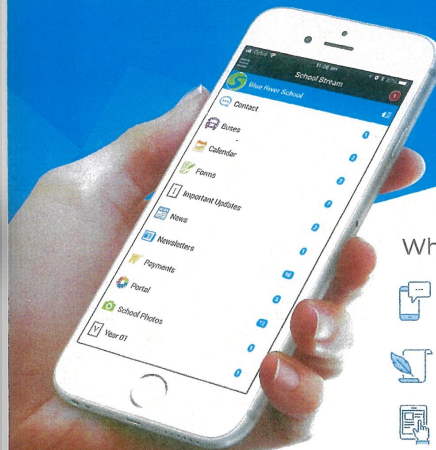 School Stream
Blue River School
Contact
Buses
Calendar
Forms
Important Updates
News
Newsletters
Payments
Portal
School Photos
Y Year 01
Wh